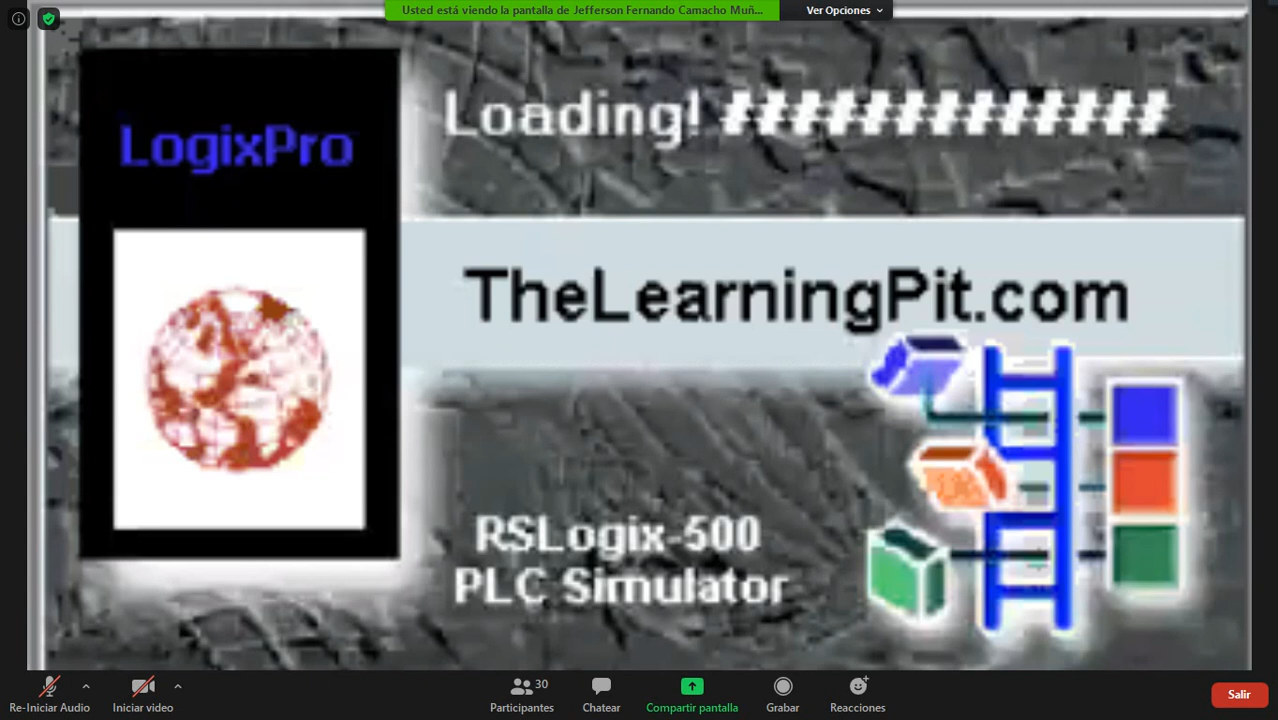 Usted está viendo la pantalla de Jefferson Fernando Camacho Muñ...
Ver Opciones
LogixPro
Loading! #############
TheLearningPit.com
RSLogix-500
PLC Simulator
Re-Iniciar Audio
Iniciar video
Participantes
30
Chatear
Compartir pantalla
Grabar
Reacciones
Salir